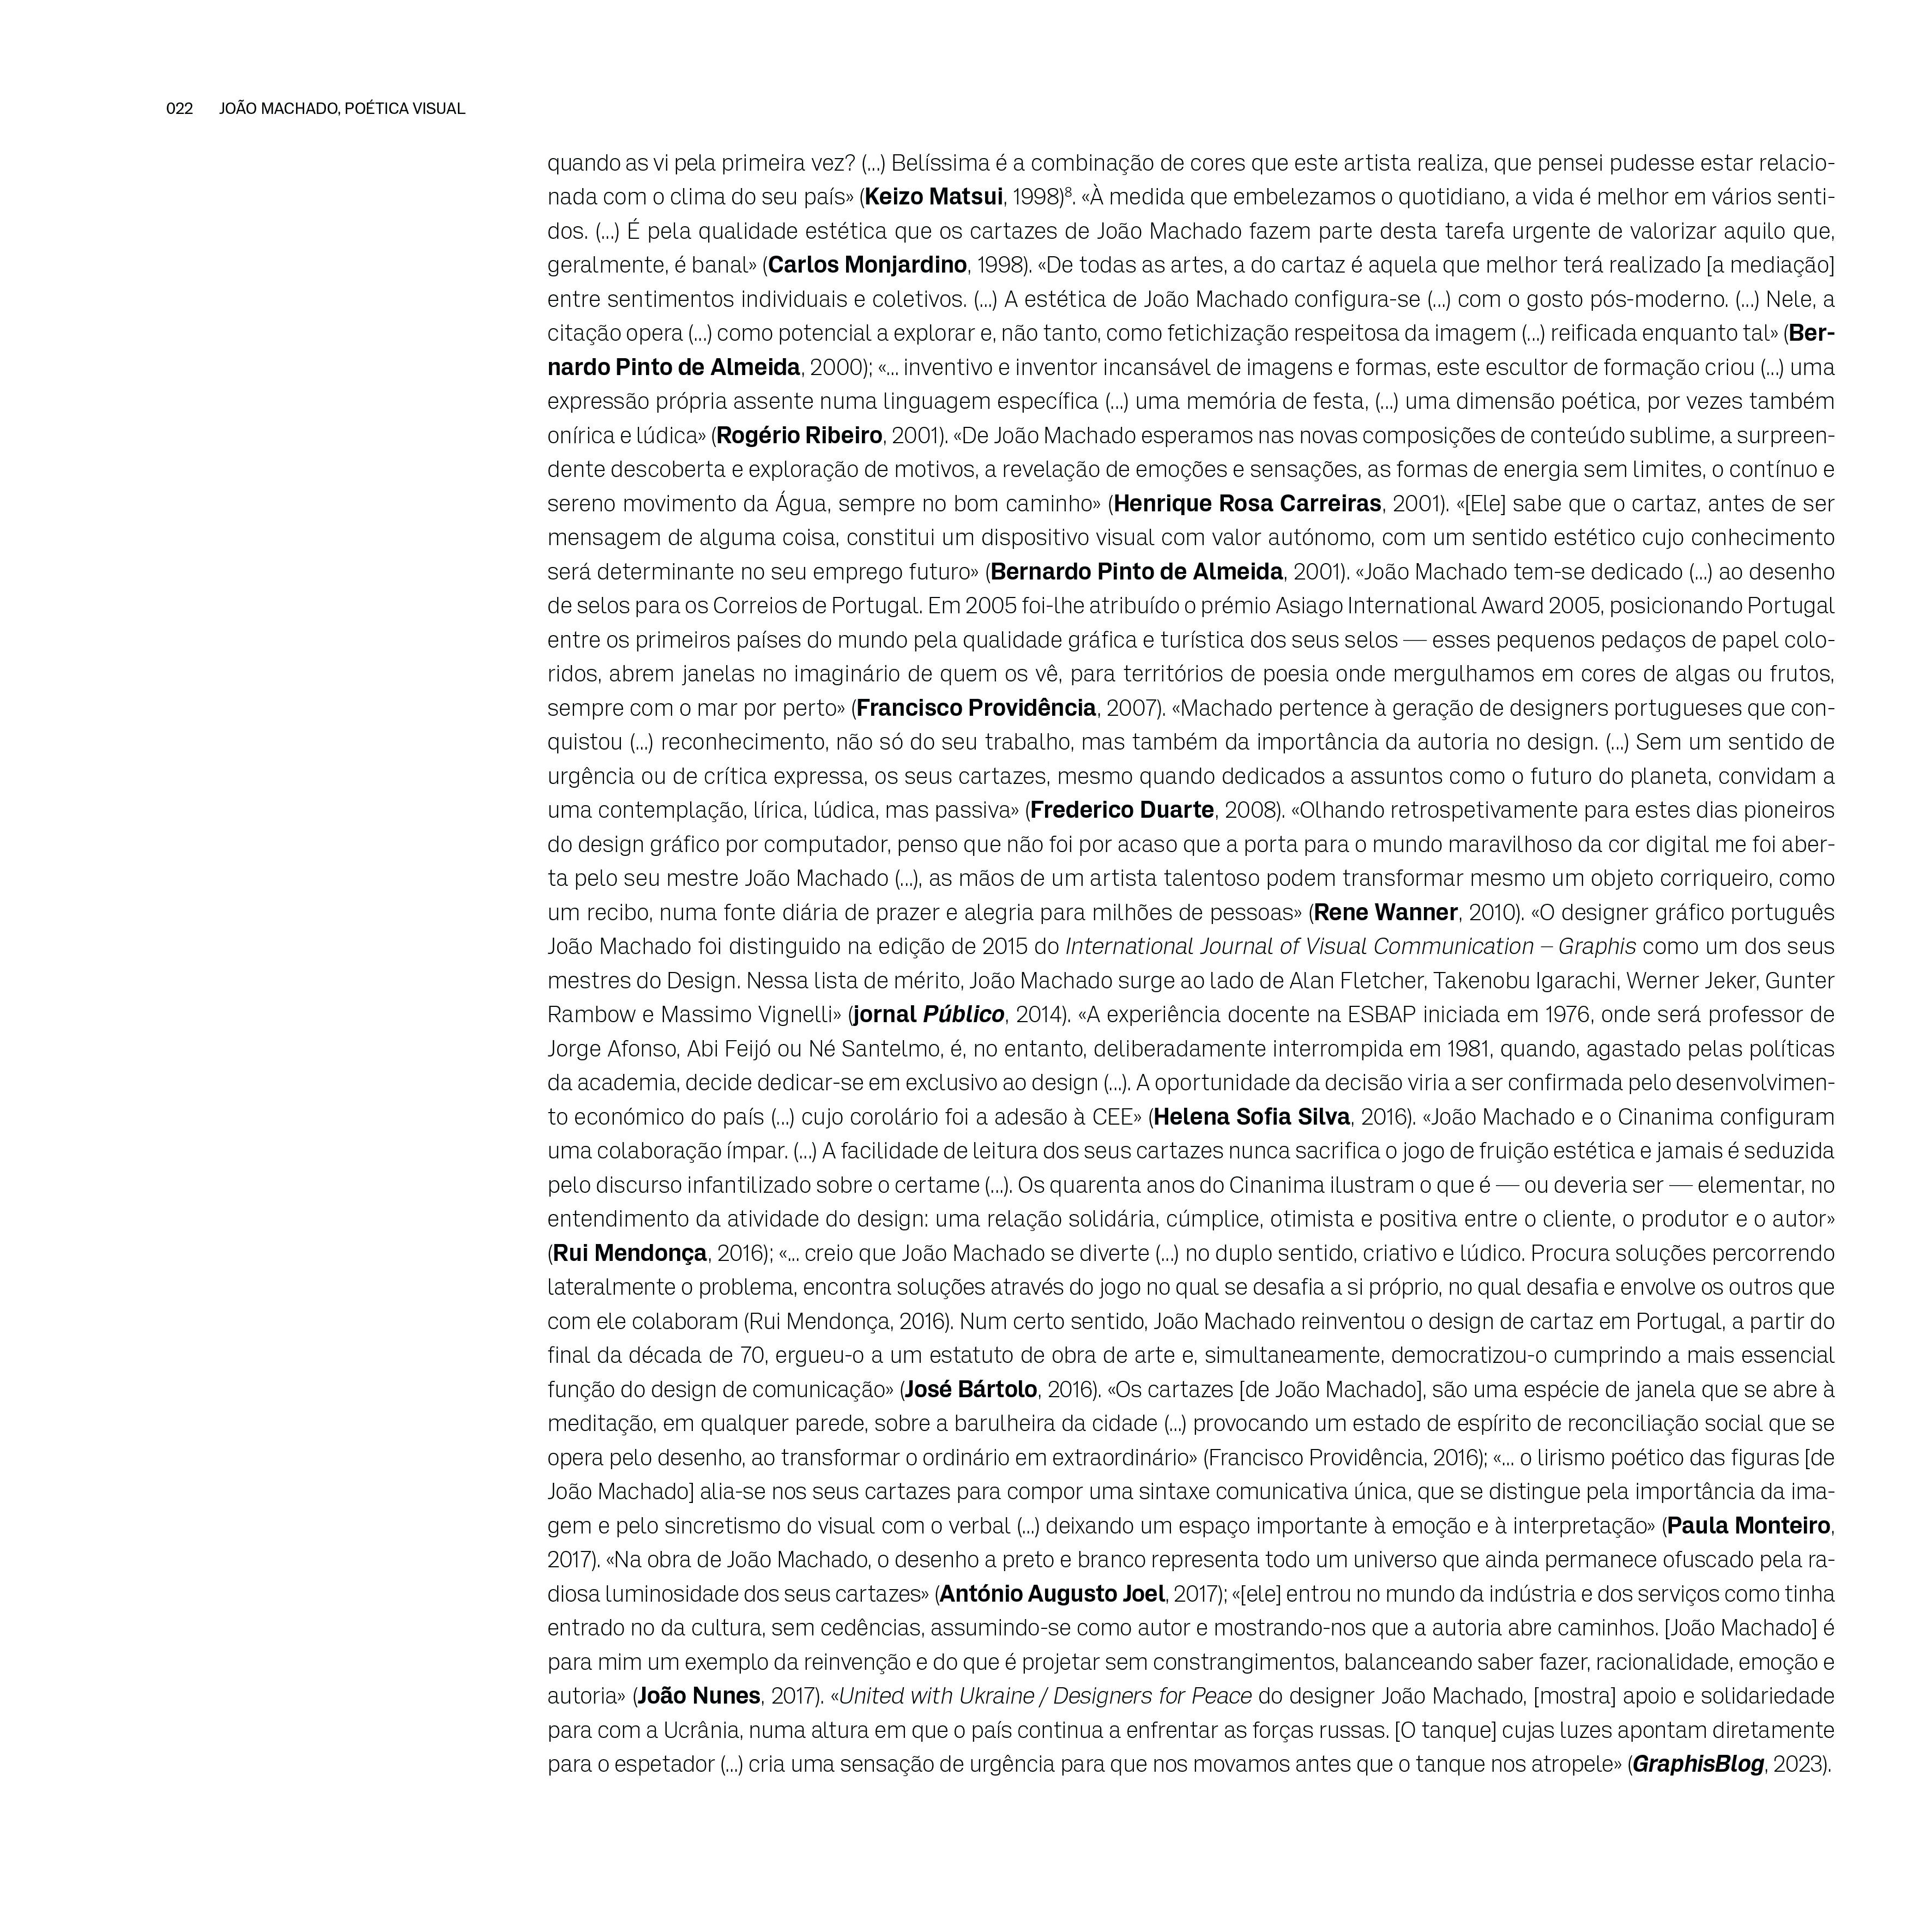 022 JOÃO MACHADO, POÉTICA VISUAL
quando as vi pela primeira vez? (...) Belíssima é a combinação de cores que este artista realiza, que pensei pudesse estar relacio-
nada com o clima do seu país» (Keizo Matsui, 1998)⁸. «À medida que embelezamos o quotidiano, a vida é melhor em vários senti-
dos. (...) É pela qualidade estética que os cartazes de João Machado fazem parte desta tarefa urgente de valorizar aquilo que,
geralmente, é banal» (Carlos Monjardino, 1998). «De todas as artes, a do cartaz é aquela que melhor terá realizado [a mediação]
entre sentimentos individuais e coletivos. (...) A estética de João Machado configura-se (...) com o gosto pós-moderno. (...) Nele, a
citação opera (...) como potencial a explorar e, não tanto, como fetichização respeitosa da imagem (...) reificada enquanto tal» (Ber-
nardo Pinto de Almeida, 2000); «... inventivo e inventor incansável de imagens e formas, este escultor de formação criou (...) uma
expressão própria assente numa linguagem específica (...) uma memória de festa, (...) uma dimensão poética, por vezes também
onírica e lúdica» (Rogério Ribeiro, 2001). «De João Machado esperamos nas novas composições de conteúdo sublime, a surpreen-
dente descoberta e exploração de motivos, a revelação de emoções e sensações, as formas de energia sem limites, o contínuo e
sereno movimento da Água, sempre no bom caminho» (Henrique Rosa Carreiras, 2001). «[Ele] sabe que o cartaz, antes de ser
mensagem de alguma coisa, constitui um dispositivo visual com valor autónomo, com um sentido estético cujo conhecimento
será determinante no seu emprego futuro» (Bernardo Pinto de Almeida, 2001). «João Machado tem-se dedicado (...) ao desenho
de selos para os Correios de Portugal. Em 2005 foi-lhe atribuído o prémio Asiago International Award 2005, posicionando Portugal
entre os primeiros países do mundo pela qualidade gráfica e turística dos seus selos — esses pequenos pedaços de papel colo-
ridos, abrem janelas no imaginário de quem os vê, para territórios de poesia onde mergulhamos em cores de algas ou frutos,
sempre com o mar por perto» (Francisco Providência, 2007). «Machado pertence à geração de designers portugueses que con-
quistou (...) reconhecimento, não só do seu trabalho, mas também da importância da autoria no design. (...) Sem um sentido de
urgência ou de crítica expressa, os seus cartazes, mesmo quando dedicados a assuntos como o futuro do planeta, convidam a
uma contemplação, lírica, lúdica, mas passiva» (Frederico Duarte, 2008). «Olhando retrospetivamente para estes dias pioneiros
do design gráfico por computador, penso que não foi por acaso que a porta para o mundo maravilhoso da cor digital me foi aber-
ta pelo seu mestre João Machado (...), as mãos de um artista talentoso podem transformar mesmo um objeto corriqueiro, como
um recibo, numa fonte diária de prazer e alegria para milhões de pessoas» (Rene Wanner, 2010). «O designer gráfico português
João Machado foi distinguido na edição de 2015 do International Journal of Visual Communication – Graphis como um dos seus
mestres do Design. Nessa lista de mérito, João Machado surge ao lado de Alan Fletcher, Takenobu Igarachi, Werner Jeker, Gunter
Rambow e Massimo Vignelli» (jornal Público, 2014). «A experiência docente na ESBAP iniciada em 1976, onde será professor de
Jorge Afonso, Abi Feijó ou Né Santelmo, é, no entanto, deliberadamente interrompida em 1981, quando, agastado pelas políticas
da academia, decide dedicar-se em exclusivo ao design (...). A oportunidade da decisão viria a ser confirmada pelo desenvolvimen-
to económico do país (...) cujo corolário foi a adesão à CEE» (Helena Sofia Silva, 2016). «João Machado e o Cinanima configuram
uma colaboração ímpar. (...) A facilidade de leitura dos seus cartazes nunca sacrifica o jogo de fruição estética e jamais é seduzida
pelo discurso infantilizado sobre o certame (...). Os quarenta anos do Cinanima ilustram o que é — ou deveria ser — elementar, no
entendimento da atividade do design: uma relação solidária, cúmplice, otimista e positiva entre o cliente, o produtor e o autor»
(Rui Mendonça, 2016); «... creio que João Machado se diverte (...) no duplo sentido, criativo e lúdico. Procura soluções percorrendo
lateralmente o problema, encontra soluções através do jogo no qual se desafia a si próprio, no qual desafia e envolve os outros que
com ele colaboram (Rui Mendonça, 2016). Num certo sentido, João Machado reinventou o design de cartaz em Portugal, a partir do
final da década de 70, ergueu-o a um estatuto de obra de arte e, simultaneamente, democratizou-o cumprindo a mais essencial
função do design de comunicação» (José Bártolo, 2016). «Os cartazes [de João Machado], são uma espécie de janela que se abre à
meditação, em qualquer parede, sobre a barulheira da cidade (...) provocando um estado de espírito de reconciliação social que se
opera pelo desenho, ao transformar o ordinário em extraordinário» (Francisco Providência, 2016); «... o lirismo poético das figuras [de
João Machado] alia-se nos seus cartazes para compor uma sintaxe comunicativa única, que se distingue pela importância da ima-
gem e pelo sincretismo do visual com o verbal (...) deixando um espaço importante à emoção e à interpretação» (Paula Monteiro,
2017). «Na obra de João Machado, o desenho a preto e branco representa todo um universo que ainda permanece ofuscado pela ra-
diosa luminosidade dos seus cartazes» (António Augusto Joel, 2017); «[ele] entrou no mundo da indústria e dos serviços como tinha
entrado no da cultura, sem cedências, assumindo-se como autor e mostrando-nos que a autoria abre caminhos. [João Machado] é
para mim um exemplo da reinvenção e do que é projetar sem constrangimentos, balanceando saber fazer, racionalidade, emoção e
autoria» (João Nunes, 2017). «United with Ukraine / Designers for Peace do designer João Machado, [mostra] apoio e solidariedade
para com a Ucrânia, numa altura em que o país continua a enfrentar as forças russas. [O tanque] cujas luzes apontam diretamente
para o espetador (...) cria uma sensação de urgência para que nos movamos antes que o tanque nos atropele» (GraphisBlog, 2023).